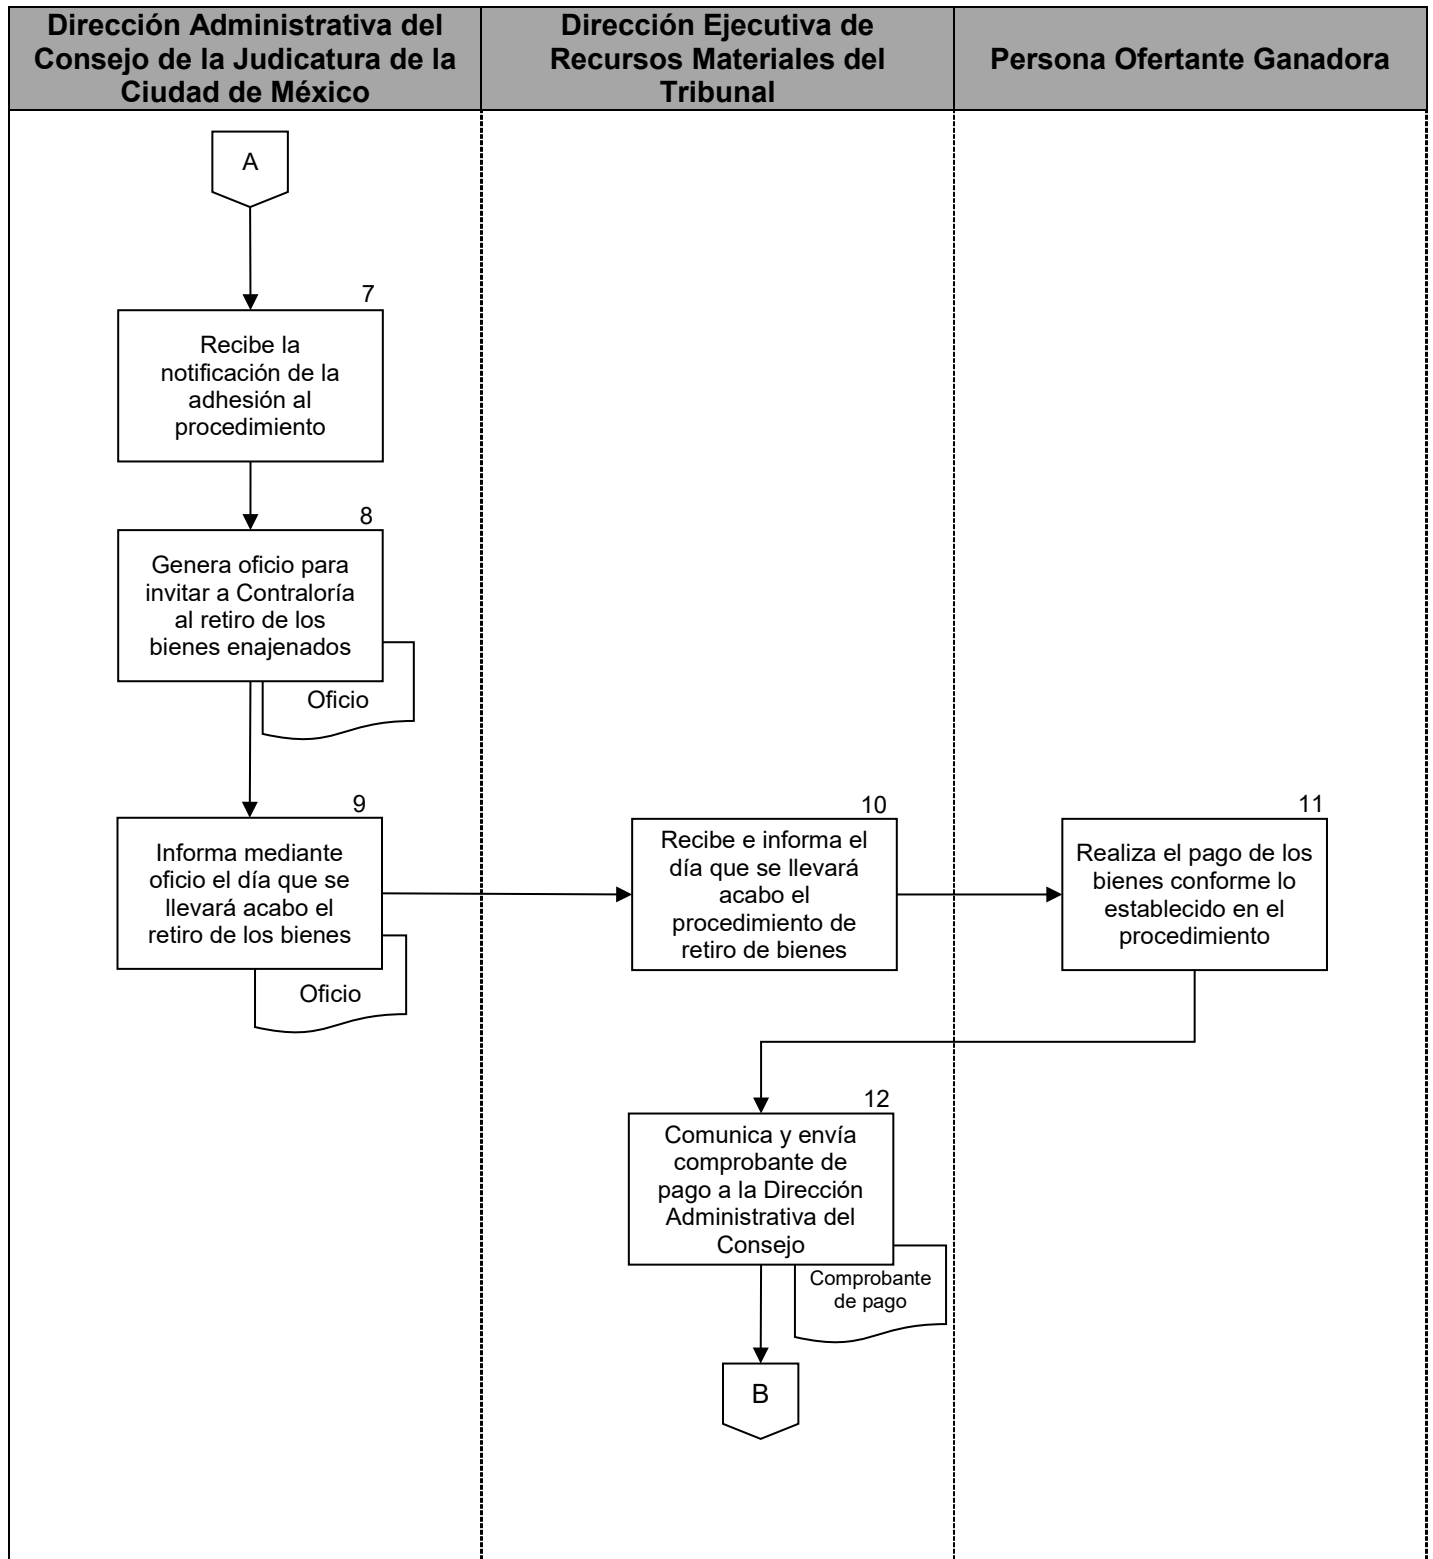 Dirección Administrativa del
Consejo de la Judicatura de la
Ciudad de México
Dirección Ejecutiva de
Recursos Materiales del
Tribunal
Persona Ofertante Ganadora
A
7
Recibe la
notificación de la
adhesión al
procedimiento
8
Genera oficio para
invitar a Contraloría
al retiro de los
bienes enajenados
Oficio
9
Informa mediante
oficio el día que se
llevará acabo el
retiro de los bienes
Oficio
10
Recibe e informa el
día que se llevará
acabo el
procedimiento de
retiro de bienes
11
Realiza el pago de los
bienes conforme lo
establecido en el
procedimiento
12
Comunica y envía
comprobante de
pago a la Dirección
Administrativa del
Consejo
Comprobante
de pago
B